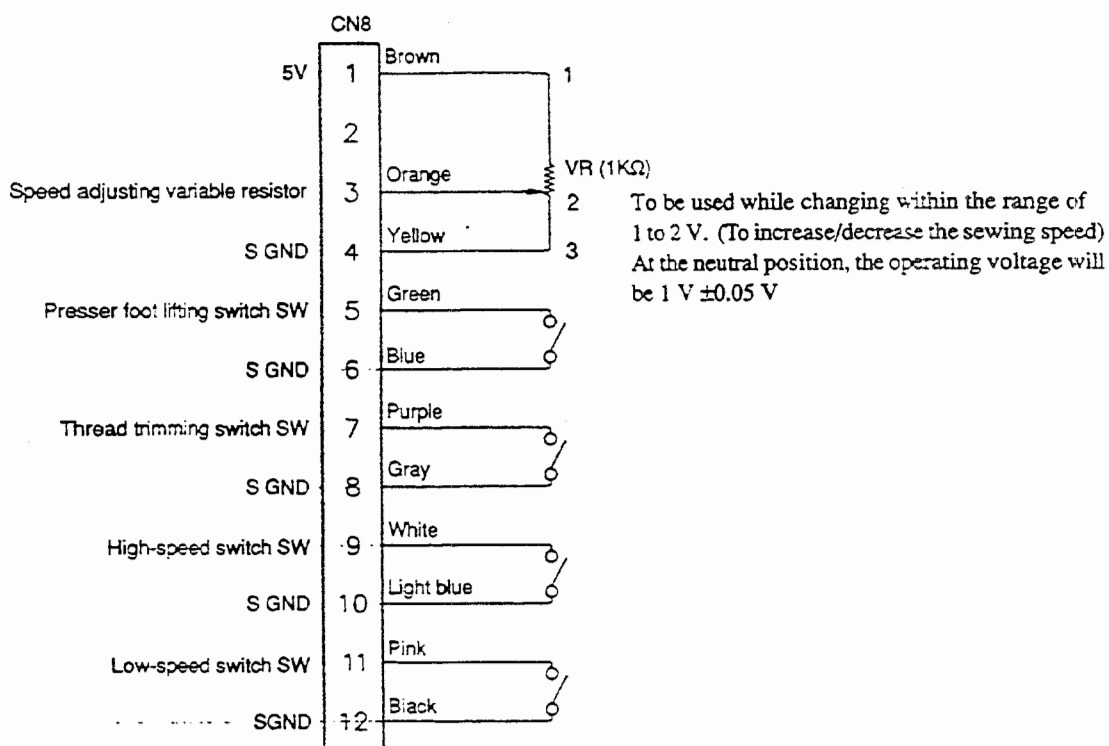 CN8
5V 1 Brown 1
2
VR (1KΩ)
Speed adjusting variable resistor 3 Orange 2
To be used while changing within the range of
1 to 2 V. (To increase/decrease the sewing speed)
At the neutral position, the operating voltage will
be 1 V ±0.05 V
S GND 4 Yellow 3
Presser foot lifting switch SW 5 Green
S GND 6 Blue
Thread trimming switch SW 7 Purple
S GND 8 Gray
High-speed switch SW 9 White
S GND 10 Light blue
Low-speed switch SW 11 Pink
SGND 12 Black